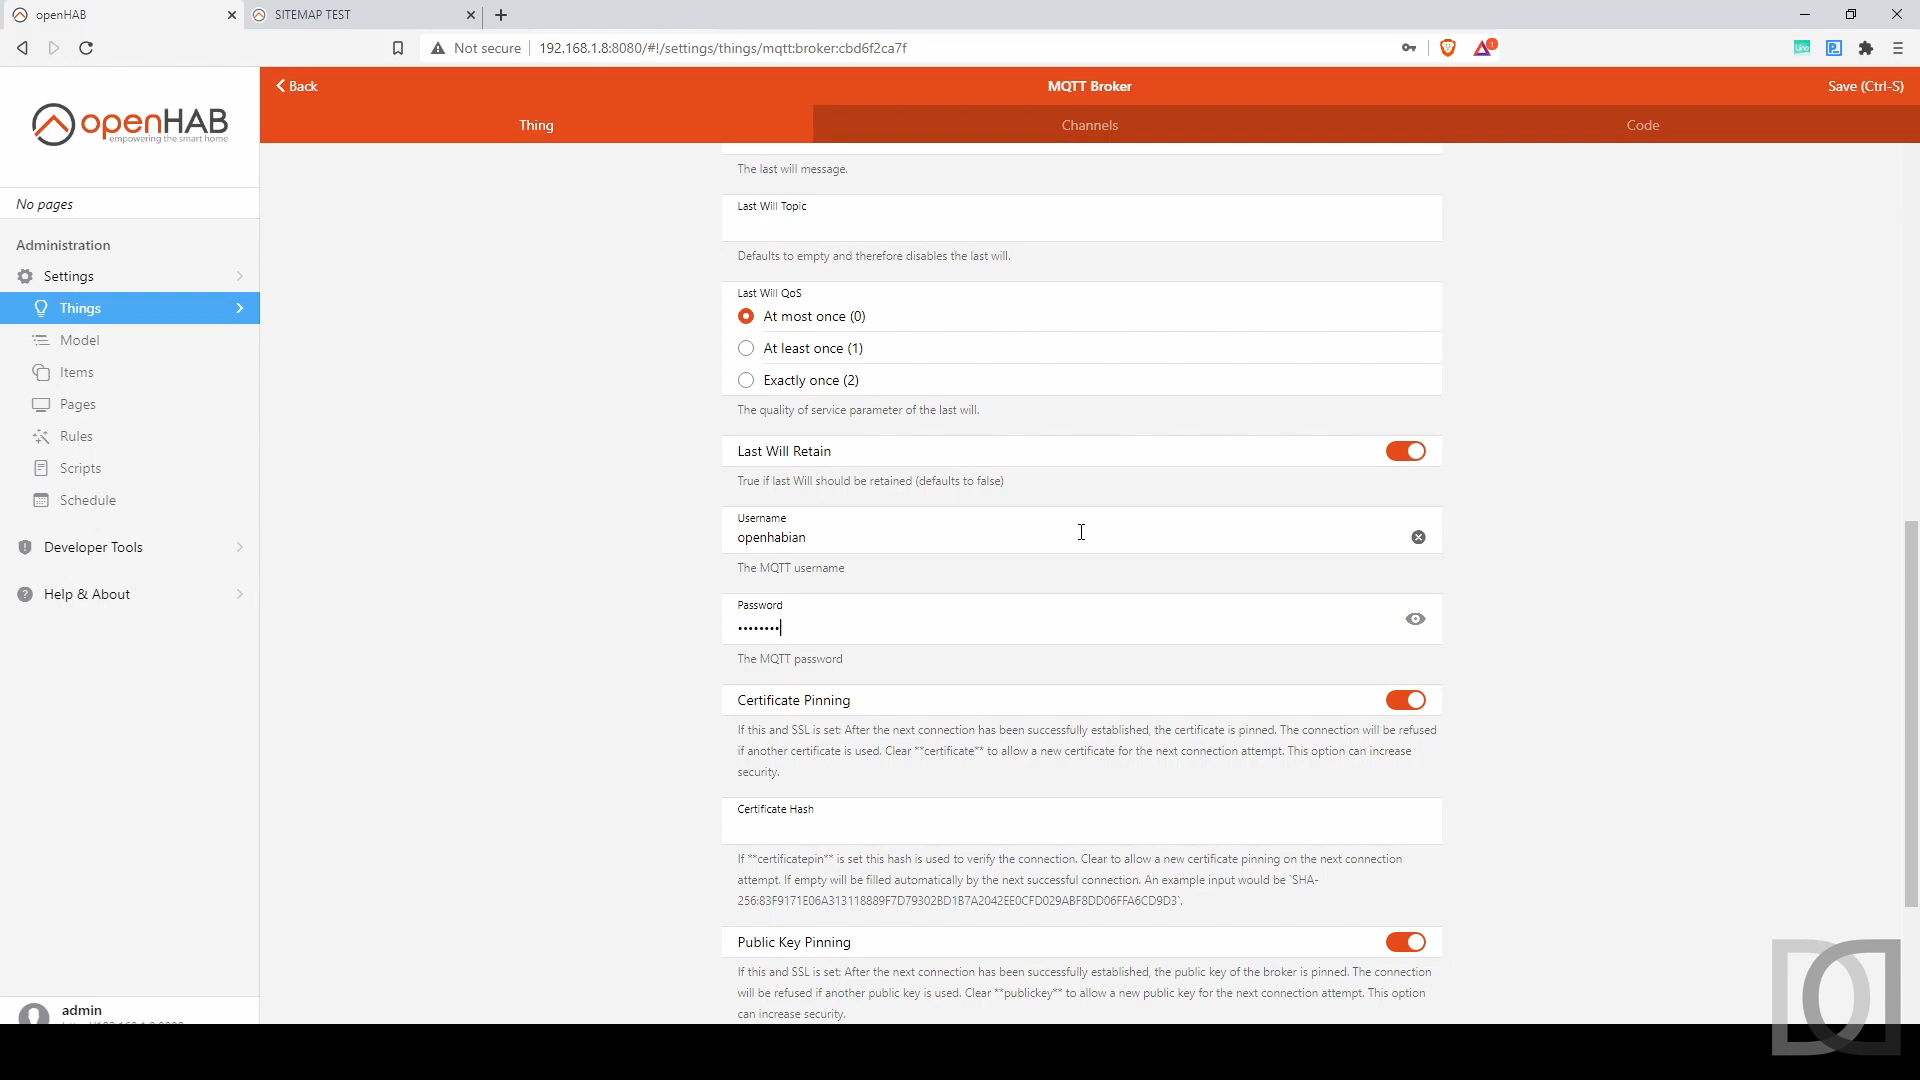 openHAB
SITEMAP TEST
Not secure
192.168.1.8:8080/#!/settings/things/mqtt:broker:cbd6f2ca7f
1
Back
MQTT Broker
Save (Ctrl-S)
Thing
Channels
Code
openHAB
empowering the smart home
No pages
Administration
Settings
Things
Model
Items
Pages
Rules
Scripts
Schedule
Developer Tools
Help & About
admin
The last will message.
Last Will Topic
Defaults to empty and therefore disables the last will.
Last Will QoS
At most once (0)
At least once (1)
Exactly once (2)
The quality of service parameter of the last will.
Last Will Retain
True if last Will should be retained (defaults to false)
Username
openhabian
The MQTT username
Password
••••••••
The MQTT password
Certificate Pinning
If this and SSL is set: After the next connection has been successfully established, the certificate is pinned. The connection will be refused
if another certificate is used. Clear **certificate** to allow a new certificate for the next connection attempt. This option can increase
security.
Certificate Hash
If **certificatepin** is set this hash is used to verify the connection. Clear to allow a new certificate pinning on the next connection
attempt. If empty will be filled automatically by the next successful connection. An example input would be `SHA-
256:83F9171E06A313118889F7D79302BD1B7A2042EE0CFD029ABF8DD06FFA6CD9D3`.
Public Key Pinning
If this and SSL is set: After the next connection has been successfully established, the public key of the broker is pinned. The connection
will be refused if another public key is used. Clear **publickey** to allow a new public key for the next connection attempt. This option
can increase security.